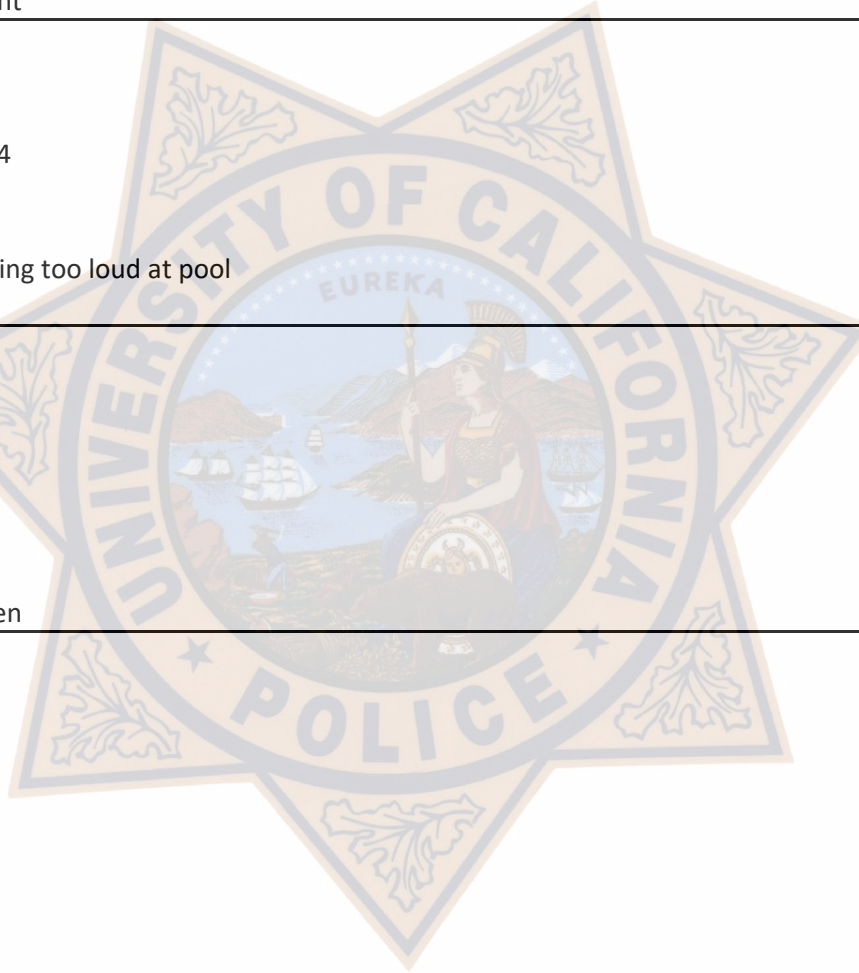 nt
4
ing too loud at pool
en
UNIVERSITY OF CALIFORNIA
EUREKA
POLICE